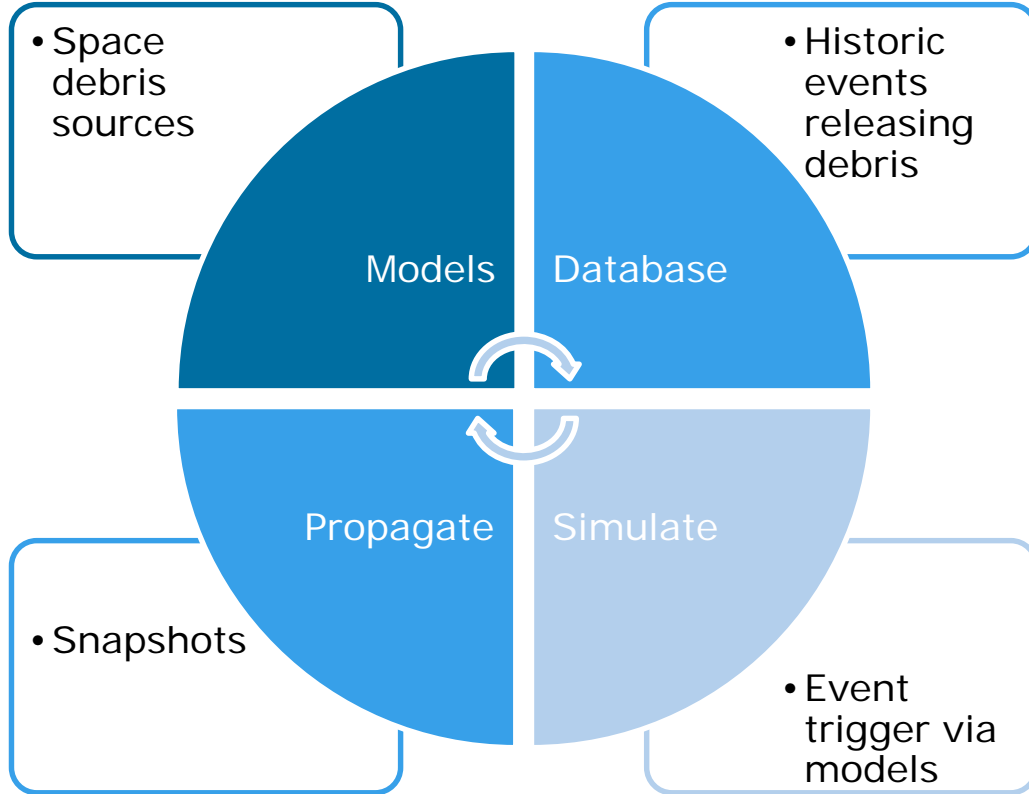 • Space
debris
sources
• Historic
events
releasing
debris
Models
Database
Propagate
Simulate
• Snapshots
• Event
trigger via
models